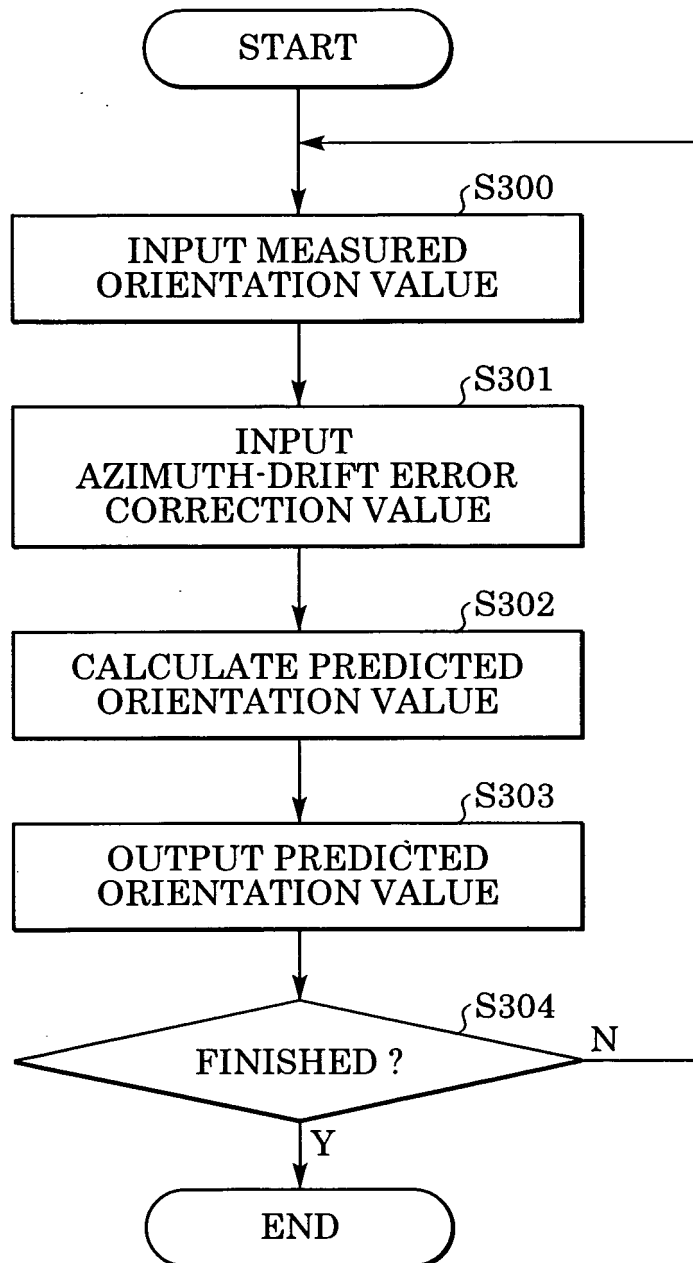 START
S300
INPUT MEASURED
ORIENTATION VALUE
S301
INPUT
AZIMUTH-DRIFT ERROR
CORRECTION VALUE
S302
CALCULATE PREDICTED
ORIENTATION VALUE
S303
OUTPUT PREDICTED
ORIENTATION VALUE
S304
FINISHED ?
N
Y
END